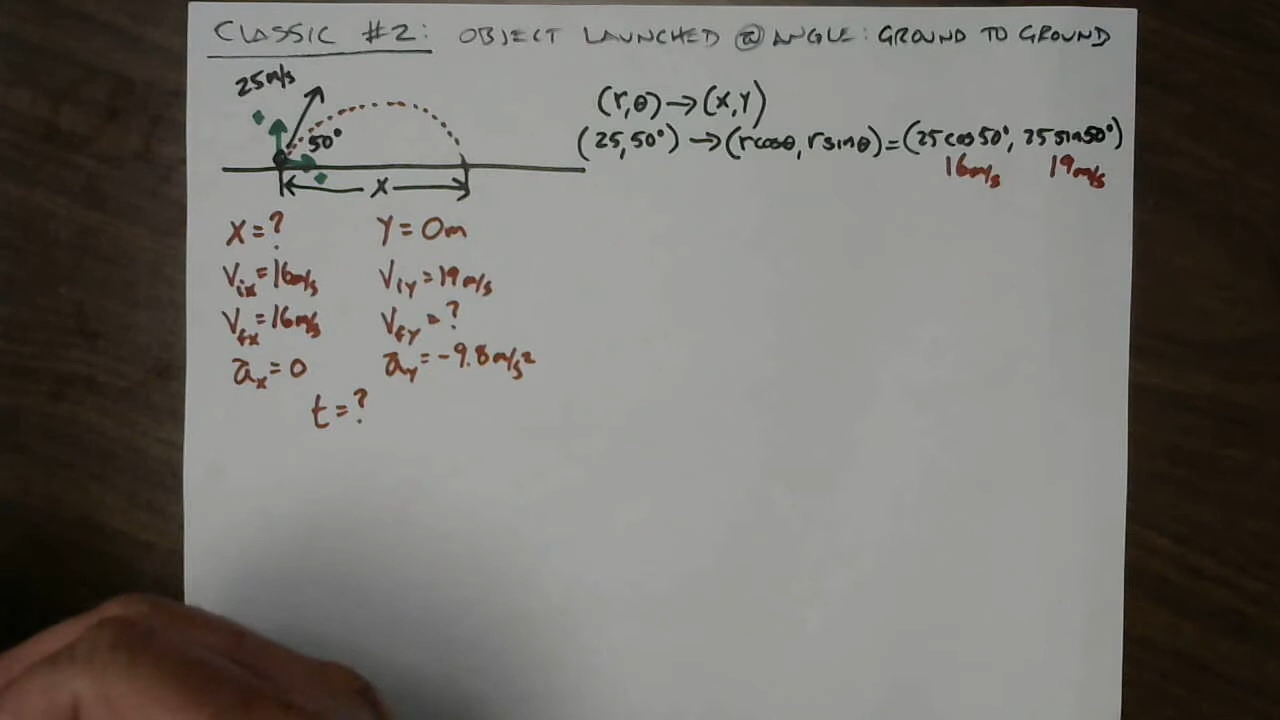 CLASSIC #2: OBJECT LAUNCHED @ ANGLE: GROUND TO GROUND
25m/s
50°
X
(r,θ)→(X,Y)
(25,50°)→(rcosθ, rsinθ)=(25cos50°, 25sin50°)
16m/s 19m/s
X=? Y=0m
Vix=16m/s Viy=19m/s
Vfx=16m/s Vfy=?
ax=0 ay=-9.8m/s²
t=?